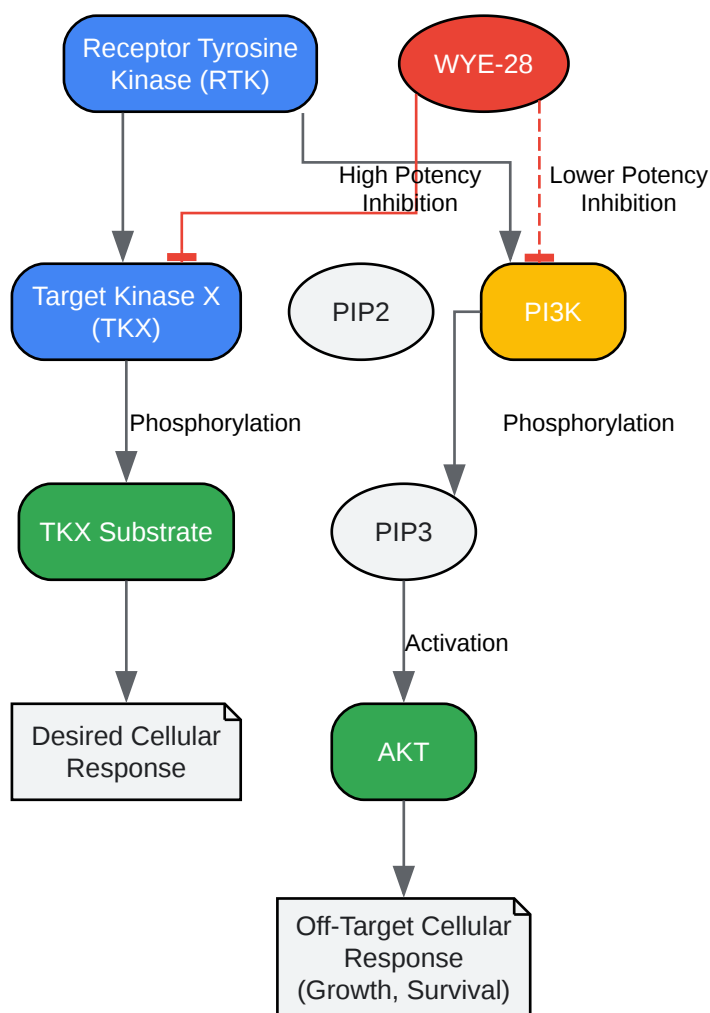 Receptor Tyrosine
Kinase (RTK)
WYE-28
High Potency
Inhibition
Lower Potency
Inhibition
Target Kinase X
(TKX)
PIP2
PI3K
Phosphorylation
Phosphorylation
TKX Substrate
PIP3
Activation
Desired Cellular
Response
AKT
Off-Target Cellular
Response
(Growth, Survival)